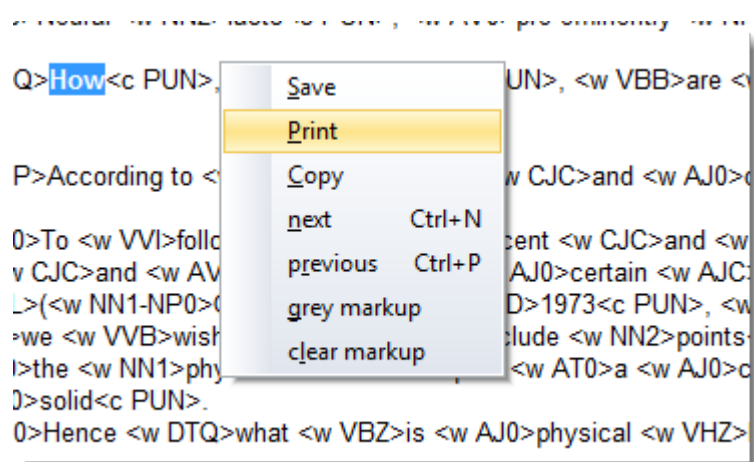 Neural <w NN2> facts
Q>How<c PUN>, UN>, <w VBB>are <
Save
Print
P>According to < w CJC>and <w AJ0>
Copy
next Ctrl+N
0>To <w VVI>follo cent <w CJC>and <w
previous Ctrl+P
CJC>and <w AV AJ0>certain <w AJC
>(<w NN1-NP0> D>1973<c PUN>, <w
grey markup
>we <w VVB>wish clude <w NN2>points
clear markup
>the <w NN1>phy <w AT0>a <w AJ0>c
0>solid<c PUN>.
0>Hence <w DTQ>what <w VBZ>is <w AJ0>physical <w VHZ>